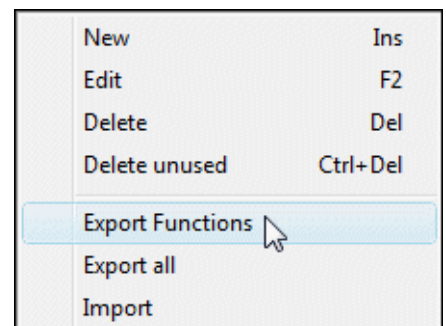 New Ins
Edit F2
Delete Del
Delete unused Ctrl+Del
Export Functions
Export all
Import